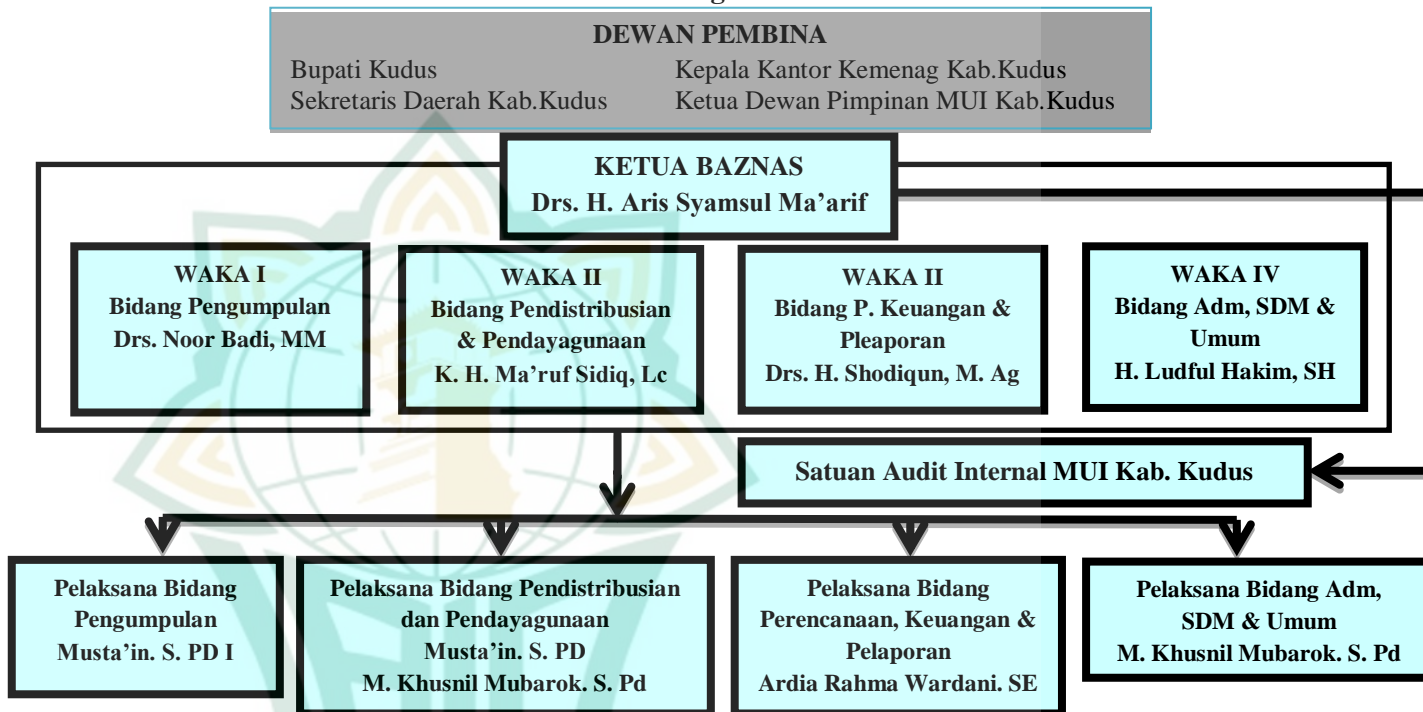 DEWAN PEMBINA
Bupati Kudus Kepala Kantor Kemenag Kab.Kudus
Sekretaris Daerah Kab.Kudus Ketua Dewan Pimpinan MUI Kab.Kudus
KETUA BAZNAS
Drs. H. Aris Syamsul Ma’arif
WAKA I
Bidang Pengumpulan
Drs. Noor Badi, MM
WAKA II
Bidang Pendistribusian
& Pendayagunaan
K. H. Ma’ruf Sidiq, Lc
WAKA II
Bidang P. Keuangan &
Pleaporan
Drs. H. Shodiqun, M. Ag
WAKA IV
Bidang Adm, SDM &
Umum
H. Ludful Hakim, SH
Satuan Audit Internal MUI Kab. Kudus
Pelaksana Bidang
Pengumpulan
Musta’in. S. PD I
Pelaksana Bidang Pendistribusian
dan Pendayagunaan
Musta’in. S. PD
M. Khusnil Mubarok. S. Pd
Pelaksana Bidang
Perencanaan, Keuangan &
Pelaporan
Ardia Rahma Wardani. SE
Pelaksana Bidang Adm,
SDM & Umum
M. Khusnil Mubarok. S. Pd